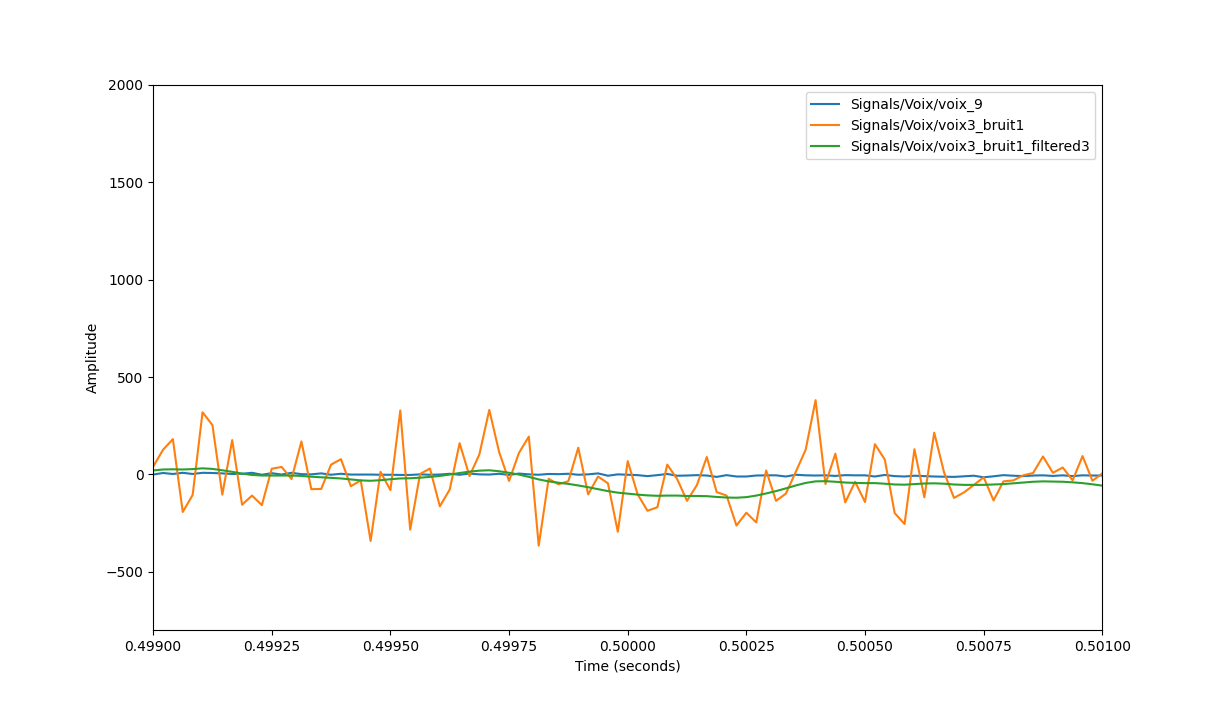 2000
1500
1000
500
0
−500
Amplitude
Signals/Voix/voix_9
Signals/Voix/voix3_bruit1
Signals/Voix/voix3_bruit1_filtered3
0.49900 0.49925 0.49950 0.49975 0.50000 0.50025 0.50050 0.50075 0.50100
Time (seconds)